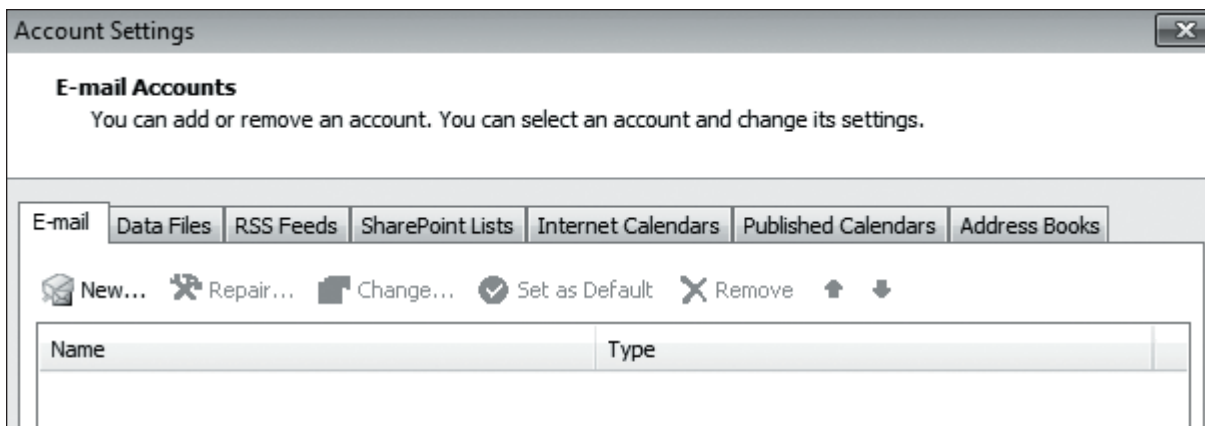 Account Settings
E-mail Accounts
You can add or remove an account. You can select an account and change its settings.
E-mail Data Files RSS Feeds SharePoint Lists Internet Calendars Published Calendars Address Books
New... Repair... Change... Set as Default Remove
Name Type